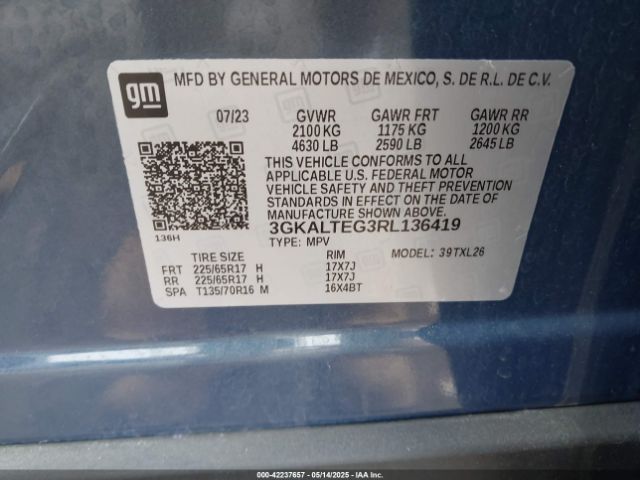 gm
MFD BY GENERAL MOTORS DE MEXICO, S. DE R.L. DE C.V.
07/23 GVWR GAWR FRT GAWR RR
2100 KG 1175 KG 1200 KG
4630 LB 2590 LB 2645 LB
THIS VEHICLE CONFORMS TO ALL
APPLICABLE U.S. FEDERAL MOTOR
VEHICLE SAFETY AND THEFT PREVENTION
STANDARDS IN EFFECT ON THE DATE OF
MANUFACTURE SHOWN ABOVE.
3GKALTEG3RL136419
136H
TYPE: MPV MODEL: 39TXL26
TIRE SIZE RIM
FRT 225/65R17 H 17X7J
RR 225/65R17 H 17X7J
SPA T135/70R16 M 16X4BT
000-42237657 - 05/14/2025 - IAA, Inc.